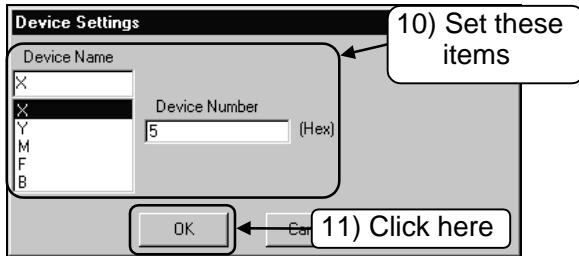 Device Settings
10) Set these
items
Device Name
X
X
Y
M
F
B
Device Number
5
(Hex)
OK
11) Click here